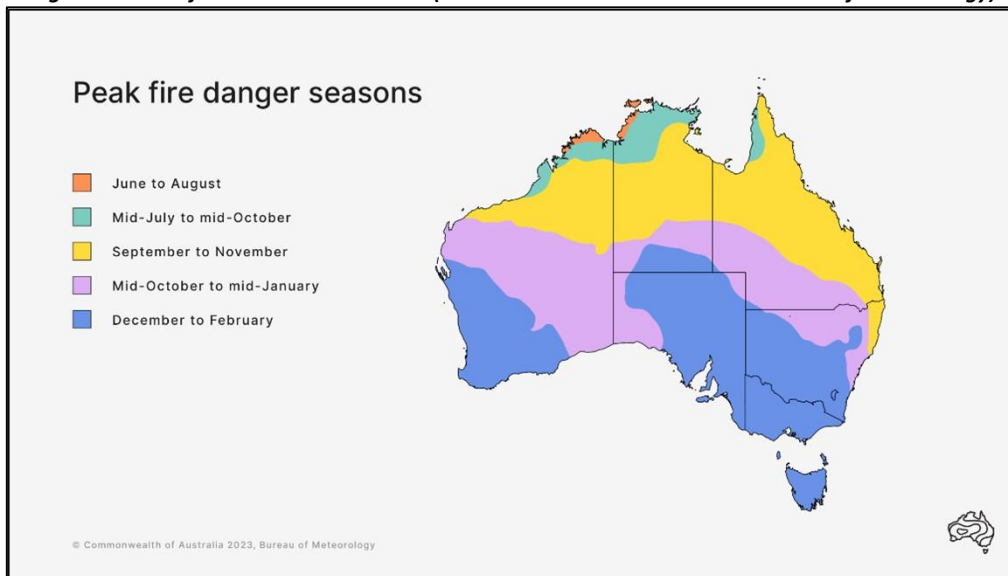 Peak fire danger seasons
June to August
Mid-July to mid-October
September to November
Mid-October to mid-January
December to February
© Commonwealth of Australia 2023, Bureau of Meteorology